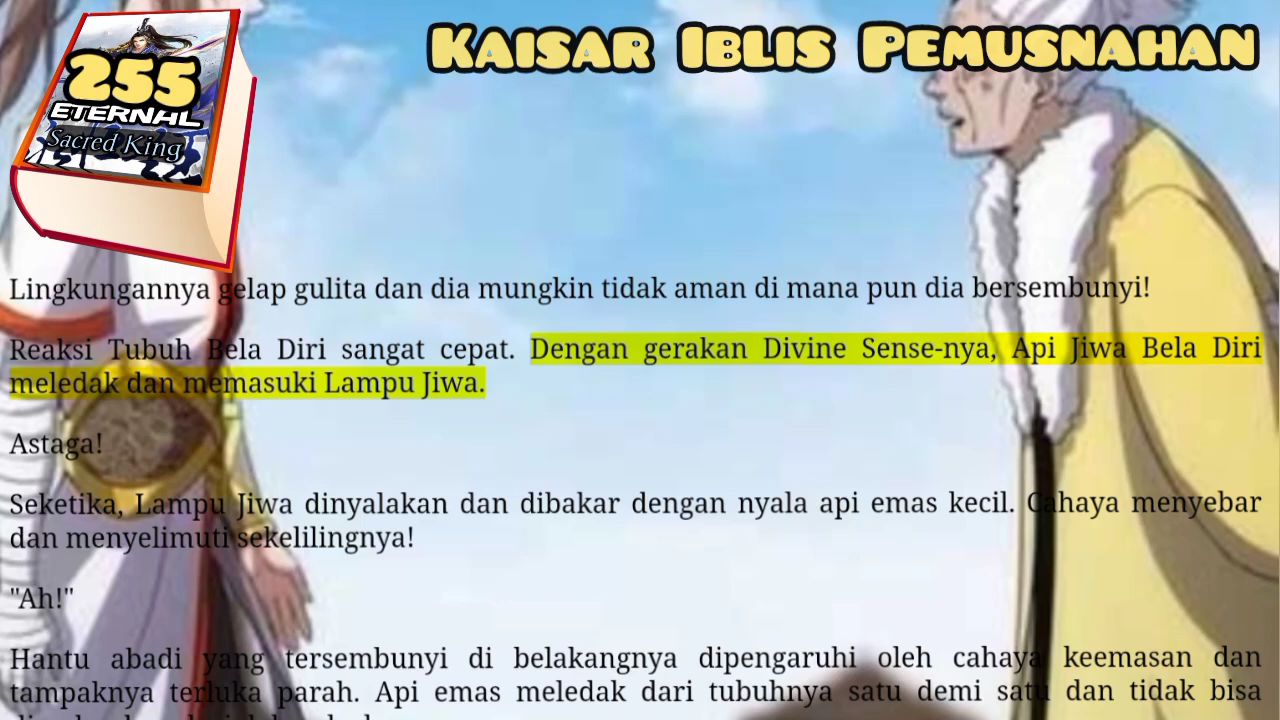 Kaisar Iblis Pemusnahan
255
ETERNAL
Sacred King
Lingkungannya gelap gulita dan dia mungkin tidak aman di mana pun dia bersembunyi!
Reaksi Tubuh Bela Diri sangat cepat. Dengan gerakan Divine Sense-nya, Api Jiwa Bela Diri
meledak dan memasuki Lampu Jiwa.
Astaga!
Seketika, Lampu Jiwa dinyalakan dan dibakar dengan nyala api emas kecil. Cahaya menyebar
dan menyelimuti sekelilingnya!
"Ah!"
Hantu abadi yang tersembunyi di belakangnya dipengaruhi oleh cahaya keemasan dan
tampaknya terluka parah. Api emas meledak dari tubuhnya satu demi satu dan tidak bisa